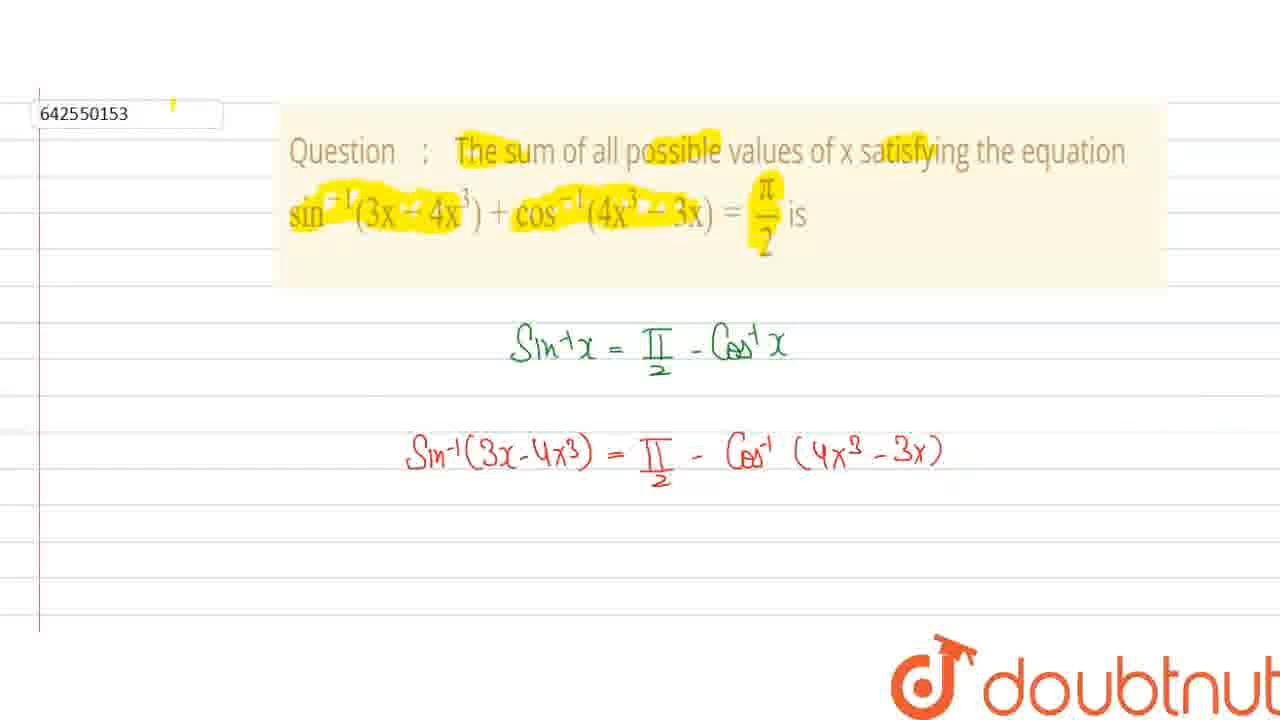 642550153
Question : The sum of all possible values of x satisfying the equation
sin⁻¹(3x − 4x³) + cos⁻¹(4x³ − 3x) = π/2 is
Sin⁻¹x = π/2 - Cos⁻¹x
Sin⁻¹(3x-4x³) = π/2 - Cos⁻¹ (4x³ - 3x)
doubtnut